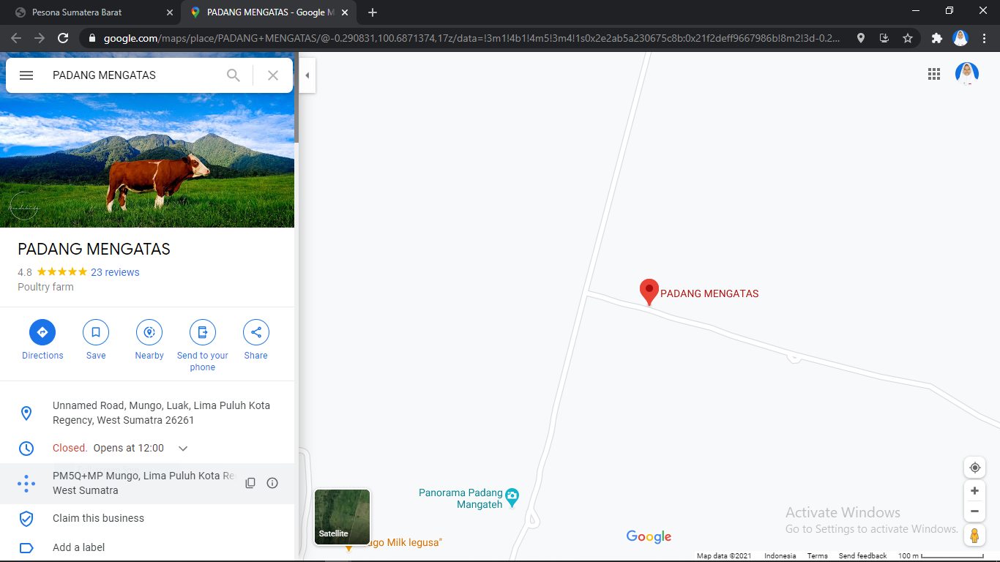 Pesona Sumatera Barat
PADANG MENGATAS - Google M
google.com/maps/place/PADANG+MENGATAS/@-0.290831,100.6871374,17z/data=!3m1!4b1!4m5!3m4!1s0x2e2ab5a230675c8b:0x21f2deff9667986b!8m2!3d-0.2...
PADANG MENGATAS
PADANG MENGATAS
4.8 23 reviews
Poultry farm
Directions
Save
Nearby
Send to your
phone
Share
Unnamed Road, Mungo, Luak, Lima Puluh Kota
Regency, West Sumatra 26261
Closed. Opens at 12:00
PM5Q+MP Mungo, Lima Puluh Kota Re
West Sumatra
Claim this business
Add a label
PADANG MENGATAS
Panorama Padang
Mangateh
Satellite
ago Milk legusa"
Google
Activate Windows
Go to Settings to activate Windows.
Map data ©2021 Indonesia Terms Send feedback 100 m